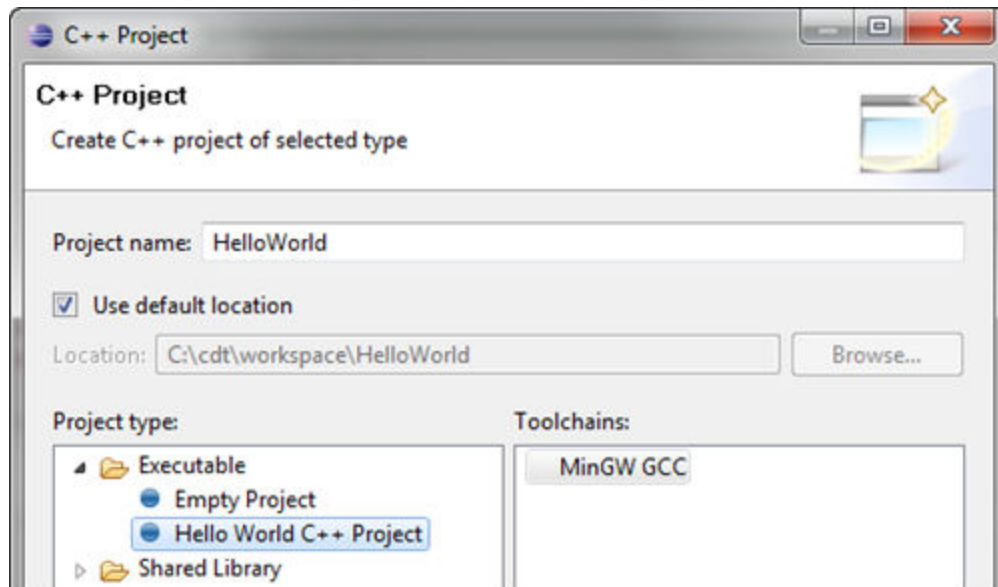 C++ Project
C++ Project
Create C++ project of selected type
Project name: HelloWorld
Use default location
Location: C:\cdt\workspace\HelloWorld Browse...
Project type: Toolchains:
Executable MinGW GCC
Empty Project
Hello World C++ Project
Shared Library